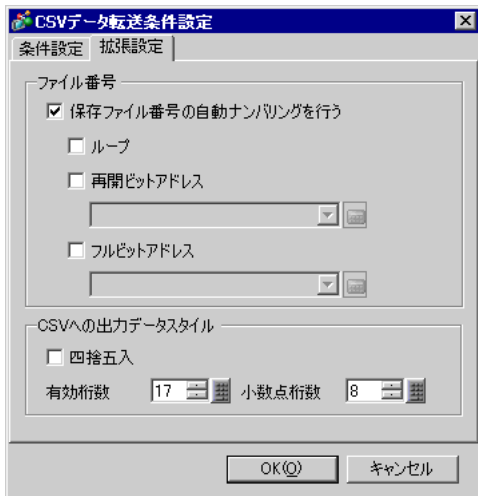 CSVデータ転送条件設定
条件設定 拡張設定
ファイル番号
保存ファイル番号の自動ナンバリングを行う
ループ
再開ビットアドレス
フルビットアドレス
CSVへの出力データスタイル
四捨五入
有効桁数 17 小数点桁数 8
OK(O) キャンセル